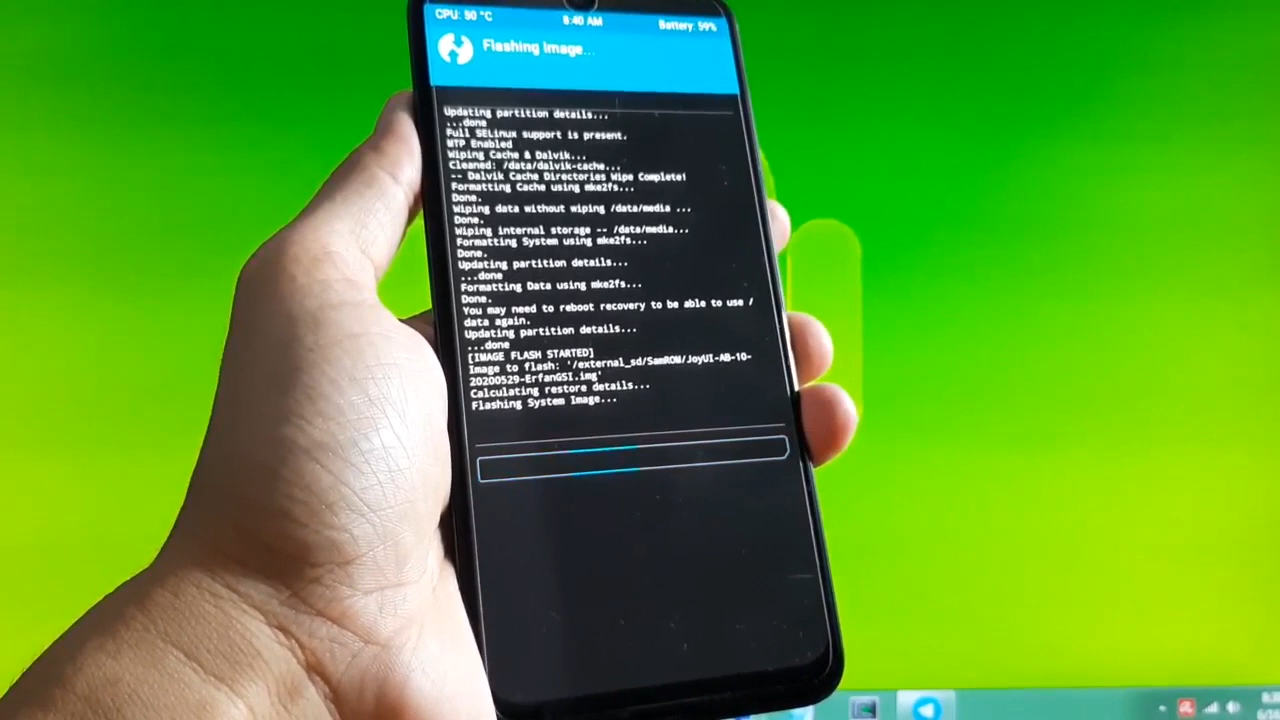 CPU: 50 °C 8:40 AM Battery: 59%
Flashing Image...
Updating partition details...
...done
Full SELinux support is present.
MTP Enabled
Wiping Cache & Dalvik...
Cleaned: /data/dalvik-cache...
-- Dalvik Cache Directories Wipe Complete!
Formatting Cache using mke2fs...
Done.
Wiping data without wiping /data/media ...
Done.
Wiping internal storage -- /data/media...
Formatting System using mke2fs...
Done.
Updating partition details...
...done
Formatting Data using mke2fs...
Done.
You may need to reboot recovery to be able to use /
data again.
Updating partition details...
...done
[IMAGE FLASH STARTED]
Image to flash: '/external_sd/SamROM/JoyUI-AB-10-
20200529-ErfanGSI.img'
Calculating restore details...
Flashing System Image...